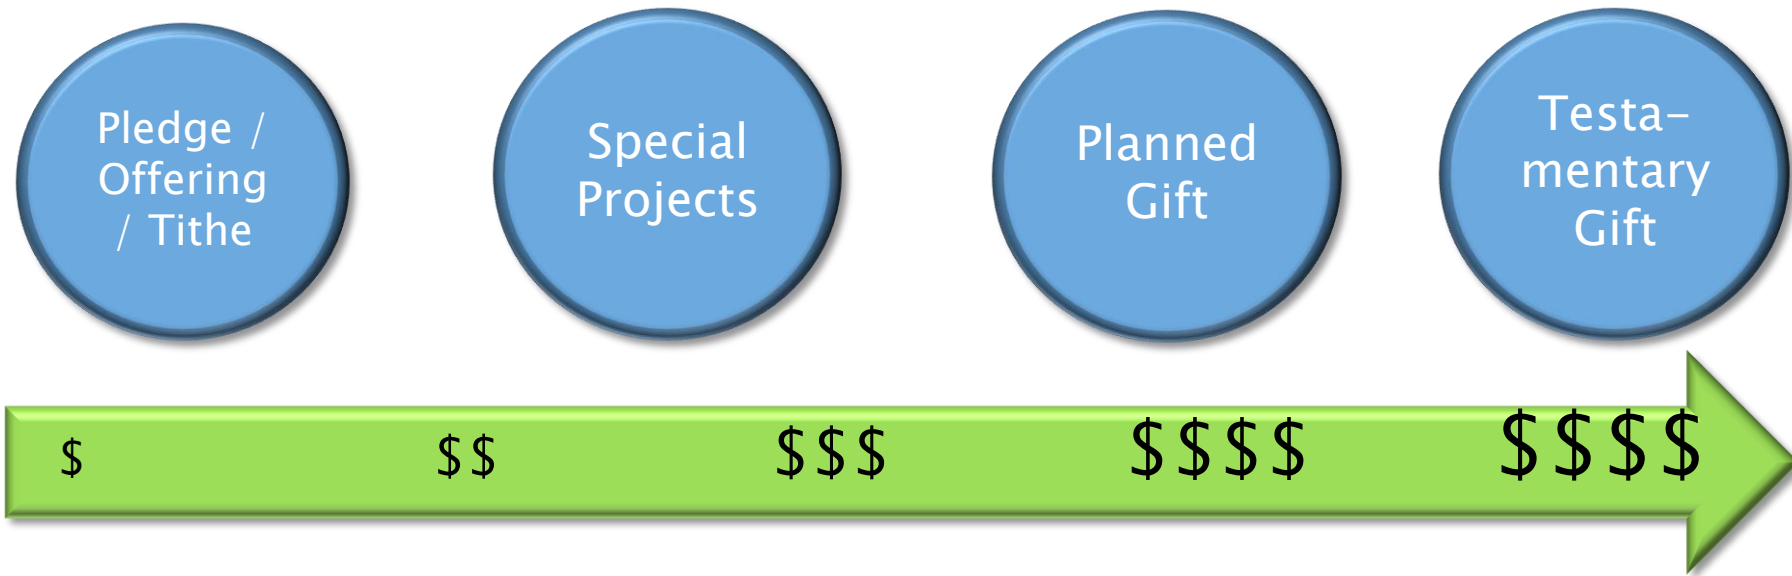 Pledge /
Offering
/ Tithe
Special
Projects
Planned
Gift
Testa-
mentary
Gift
$ $$ $$$ $$$$ $$$$